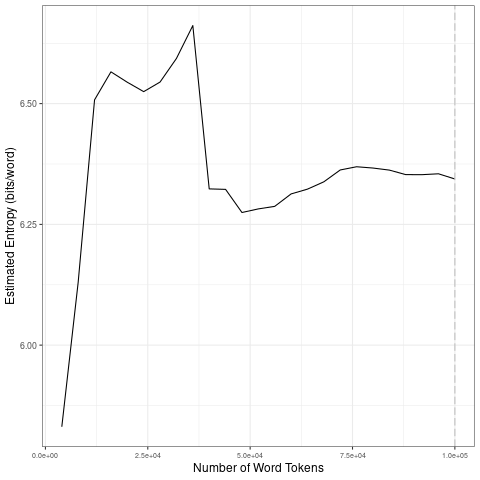 Estimated Entropy (bits/word)
6.50
6.25
6.00
0.0e+00 2.5e+04 5.0e+04 7.5e+04 1.0e+05
Number of Word Tokens